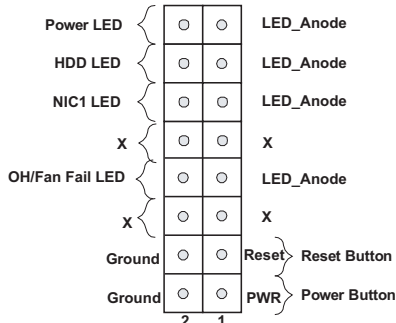 Power LED LED_Anode
HDD LED LED_Anode
NIC1 LED LED_Anode
X X
OH/Fan Fail LED LED_Anode
X X
Ground Reset Reset Button
Ground PWR Power Button
2 1